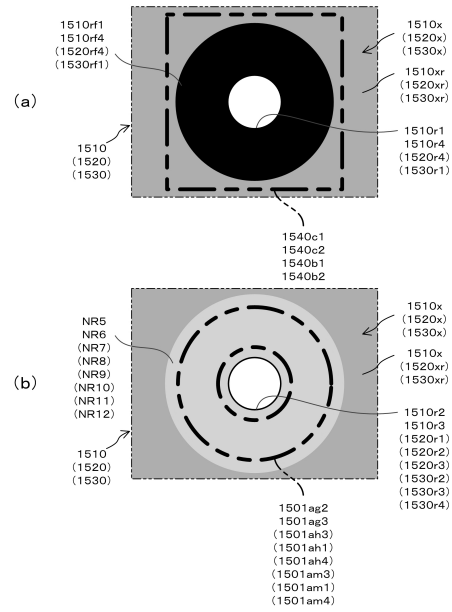 1510rf1
1510rf4
(1520rf4)
(1530rf1)
(a)
1510
(1520)
(1530)
1510x
(1520x)
(1530x)
1510xr
(1520xr)
(1530xr)
1510r1
1510r4
(1520r4)
(1530r1)
1540c1
1540c2
1540b1
1540b2
NR5
NR6
(NR7)
(NR8)
(NR9)
(NR10)
(NR11)
(NR12)
(b)
1510
(1520)
(1530)
1510x
(1520x)
(1530x)
1510x
(1520xr)
(1530xr)
1510r2
1510r3
(1520r1)
(1520r2)
(1520r3)
(1530r2)
(1530r3)
(1530r4)
1501ag2
1501ag3
(1501ah3)
(1501ah1)
(1501ah4)
(1501am3)
(1501am1)
(1501am4)